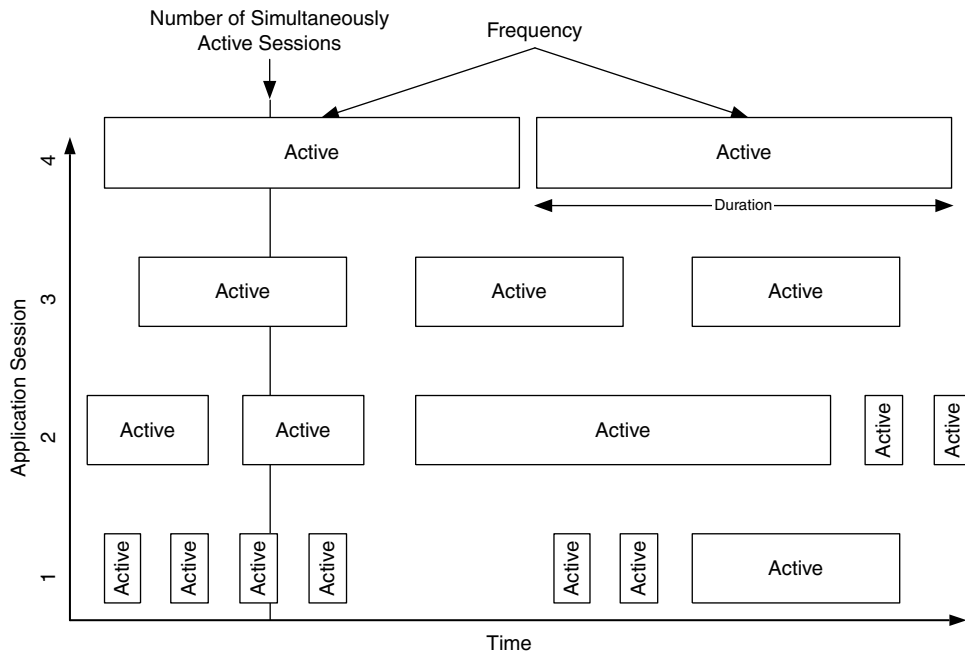 Number of Simultaneously
Active Sessions
Frequency
4
Active
Active
Duration
3
Active
Active
Active
Application Session
2
Active
Active
Active
Active
Active
1
Active
Active
Active
Active
Active
Active
Active
Time